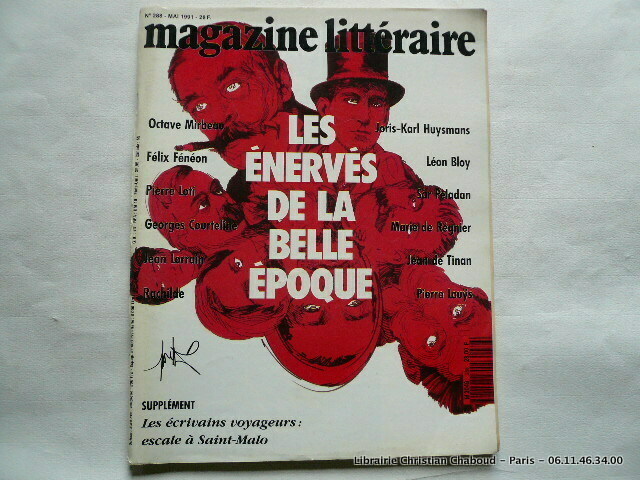 N° 288 - MAI 1991 - 28 F.
magazine littéraire
Octave Mirbeau
Félix Fénéon
Pierre Loti
Georges Courteline
Jean Lorrain
Rachilde
LES
ÉNERVÉS
DE LA
BELLE
ÉPOQUE
Joris-Karl Huysmans
Léon Bloy
Sâr Péladan
Marie de Régnier
Jean de Tinan
Pierre Louÿs
SUPPLÉMENT
Les écrivains voyageurs :
escale à Saint-Malo
Librairie Christian Chaboud - Paris - 06.11.46.34.00